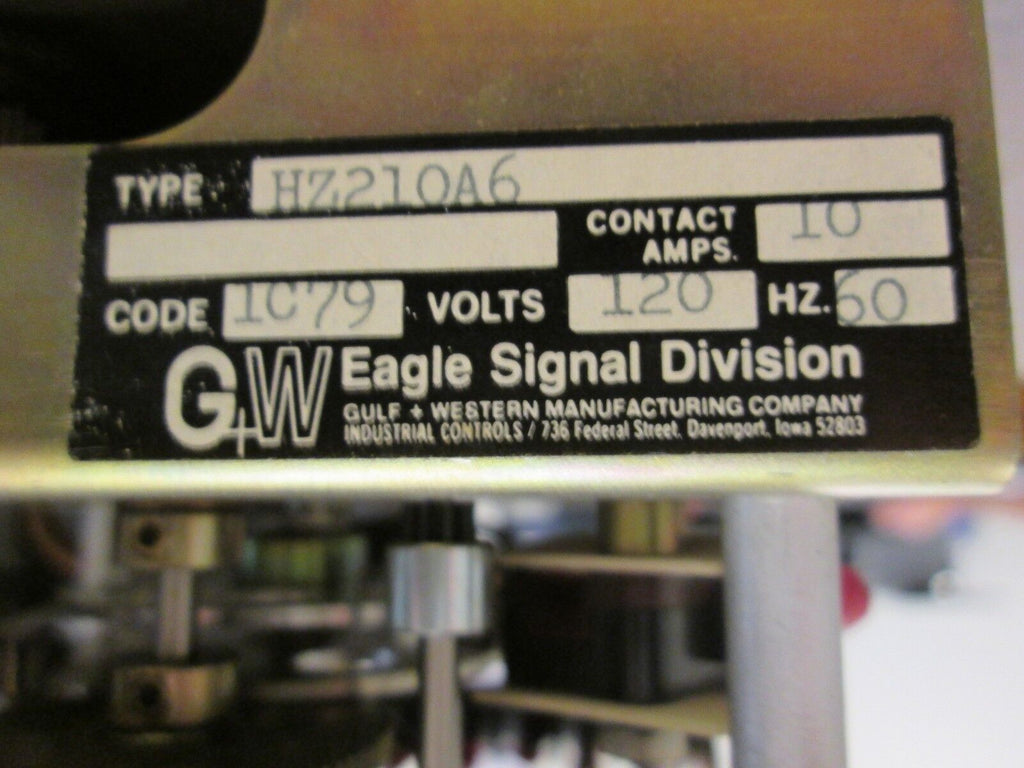 TYPE HZ210A6
CONTACT AMPS. 10
CODE 1C79 VOLTS 120 HZ. 60
G+W Eagle Signal Division
GULF + WESTERN MANUFACTURING COMPANY
INDUSTRIAL CONTROLS / 736 Federal Street, Davenport, Iowa 52803